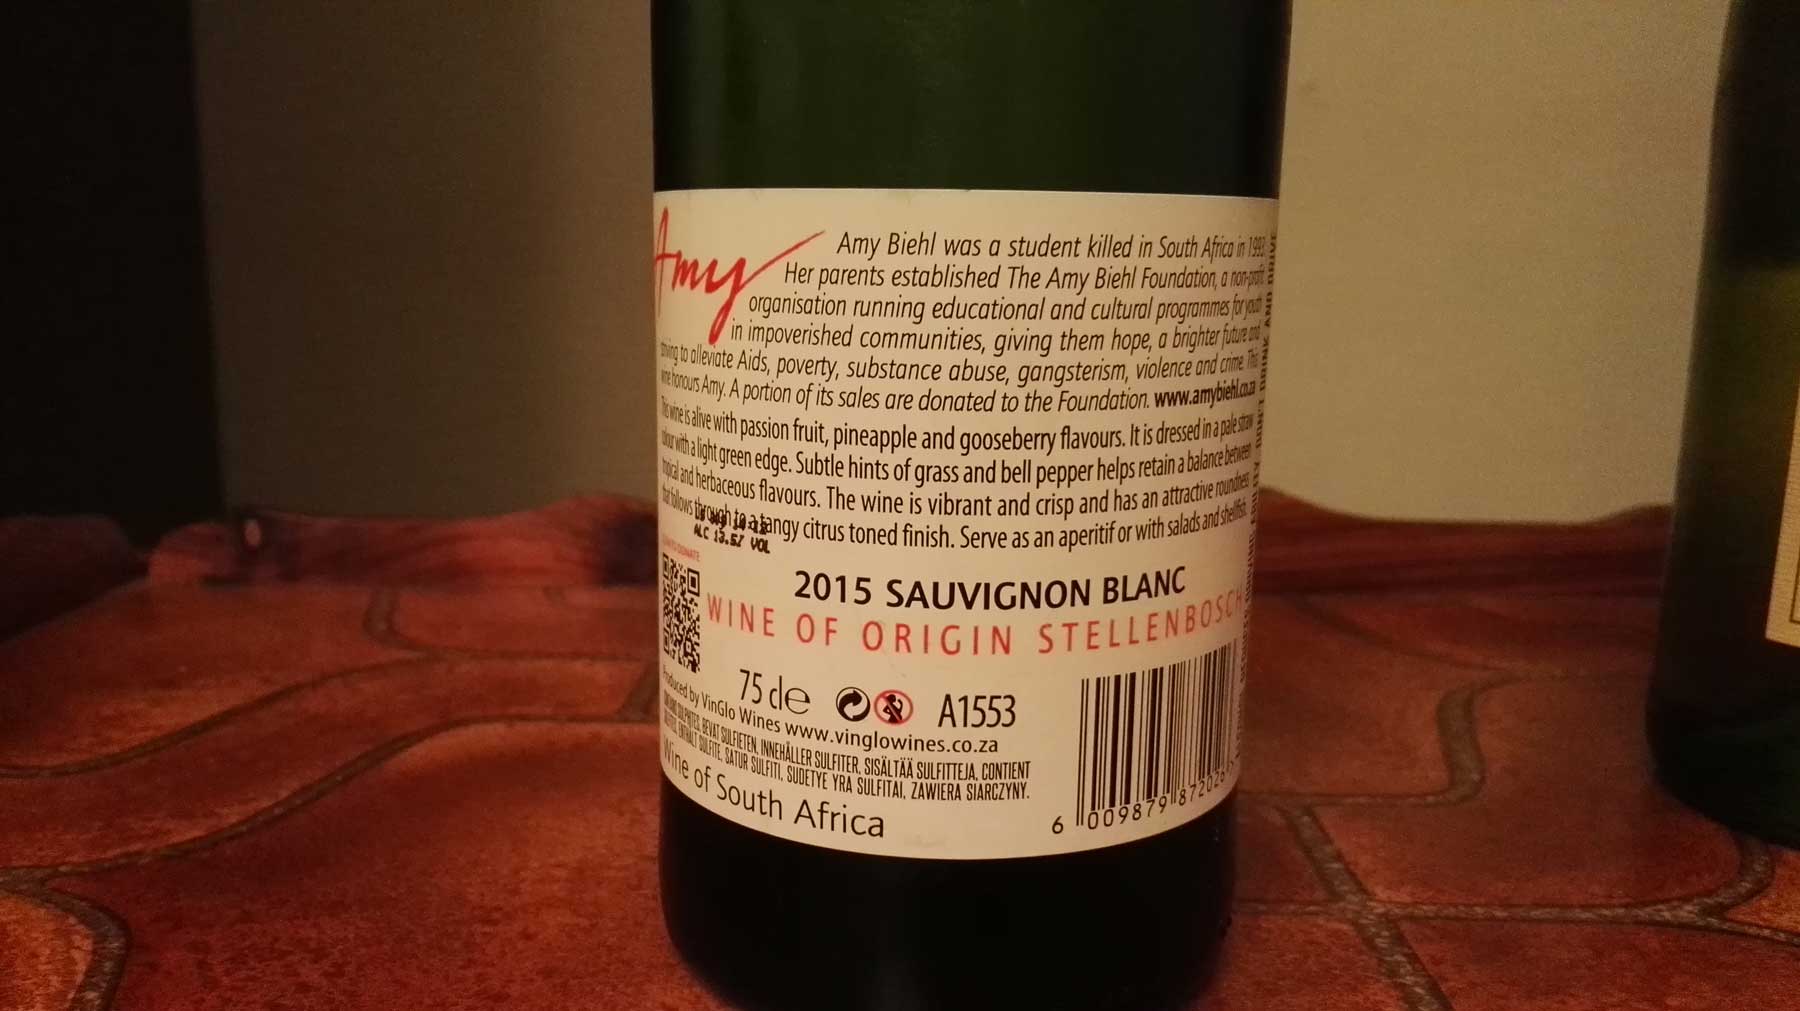 Amy
Amy Biehl was a student killed in South Africa in 1993.
Her parents established The Amy Biehl Foundation, a non-profit
organisation running educational and cultural programmes for youth
in impoverished communities, giving them hope, a brighter future and
striving to alleviate Aids, poverty, substance abuse, gangsterism, violence and crime. This
wine honours Amy. A portion of its sales are donated to the Foundation. www.amybiehl.co.za
This wine is alive with passion fruit, pineapple and gooseberry flavours. It is dressed in a pale straw
colour with a light green edge. Subtle hints of grass and bell pepper helps retain a balance between
tropical and herbaceous flavours. The wine is vibrant and crisp and has an attractive roundness
that follows through to a tangy citrus toned finish. Serve as an aperitif or with salads and shellfish.
ALC 13.5% VOL
2015 SAUVIGNON BLANC
WINE OF ORIGIN STELLENBOSCH
75 cl e
A1553
Produced by VinGlo Wines www.vinglowines.co.za
CONTAINS SULPHITES, BEVAT SULFIETEN, INNEHÅLLER SULFITER, SISÄLTÄÄ SULFITTEJA, CONTIENT
SULFITES, ENTHÄLT SULFITE, SATUR SULFITI, SUDETYE YRA SULFITAI, ZAWIERA SIARCZYNY.
Wine of South Africa
6 009879 872026
DON'T DRINK AND DRIVE